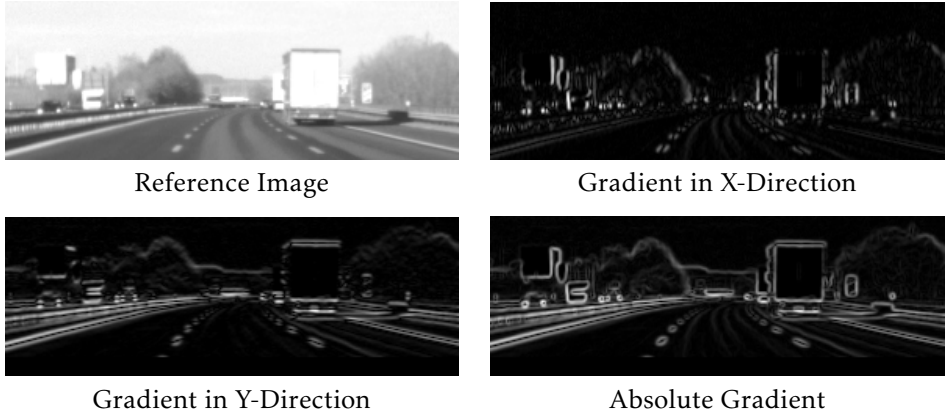 Reference Image
Gradient in X-Direction
Gradient in Y-Direction
Absolute Gradient